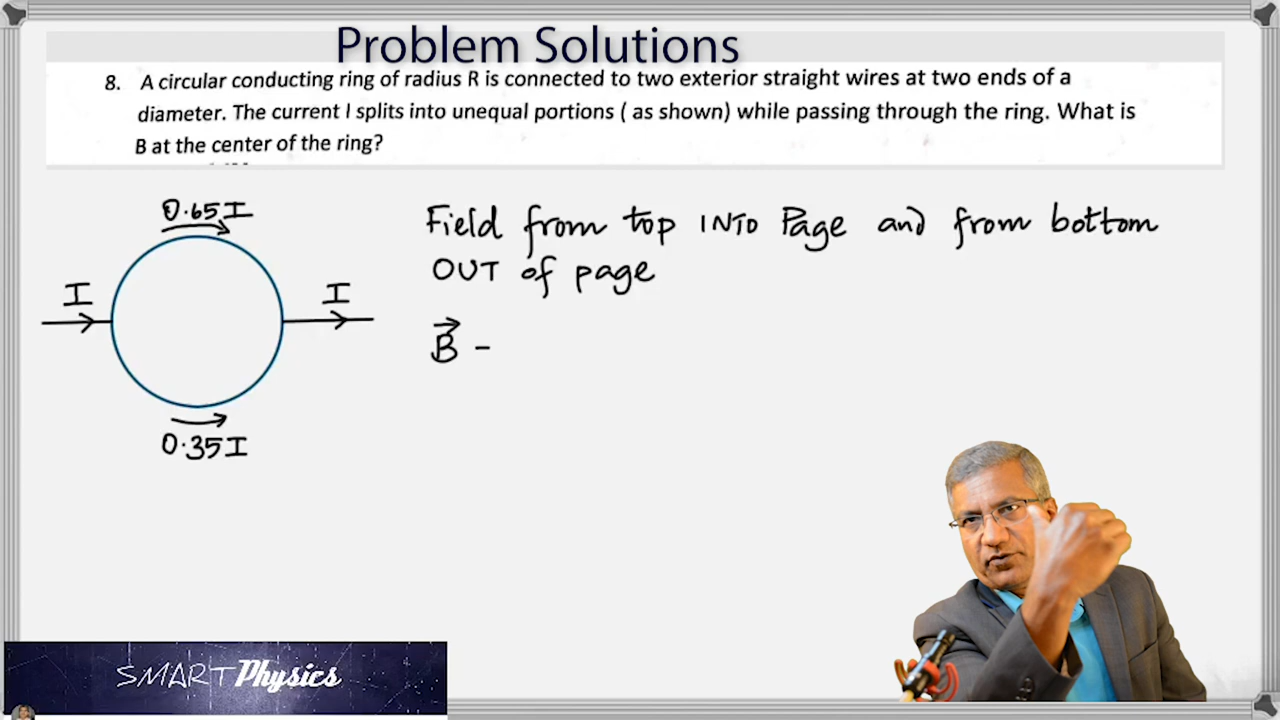 Problem Solutions
8. A circular conducting ring of radius R is connected to two exterior straight wires at two ends of a
diameter. The current I splits into unequal portions ( as shown) while passing through the ring. What is
B at the center of the ring?
0.65I
I
I
0.35I
Field from top INTO Page and from bottom
OUT of page
B⃗ -
SMART Physics